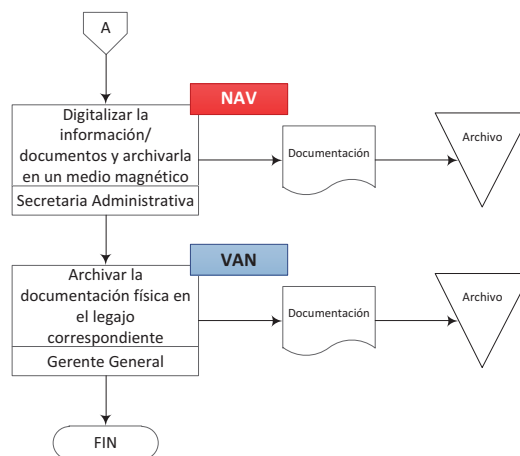 A
NAV
Digitalizar la
información/
documentos y archivarla
en un medio magnético
Secretaria Administrativa
Documentación
Archivo
VAN
Archivar la
documentación física en
el legajo
correspondiente
Gerente General
Documentación
Archivo
FIN